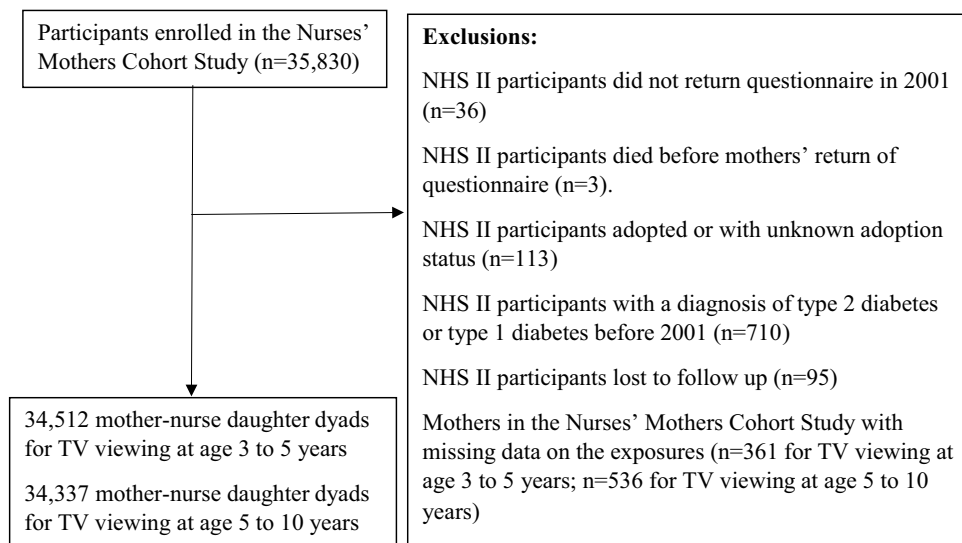 Participants enrolled in the Nurses’
Mothers Cohort Study (n=35,830)
Exclusions:
NHS II participants did not return questionnaire in 2001
(n=36)
NHS II participants died before mothers’ return of
questionnaire (n=3).
NHS II participants adopted or with unknown adoption
status (n=113)
NHS II participants with a diagnosis of type 2 diabetes
or type 1 diabetes before 2001 (n=710)
NHS II participants lost to follow up (n=95)
Mothers in the Nurses’ Mothers Cohort Study with
missing data on the exposures (n=361 for TV viewing at
age 3 to 5 years; n=536 for TV viewing at age 5 to 10
years)
34,512 mother-nurse daughter dyads
for TV viewing at age 3 to 5 years
34,337 mother-nurse daughter dyads
for TV viewing at age 5 to 10 years